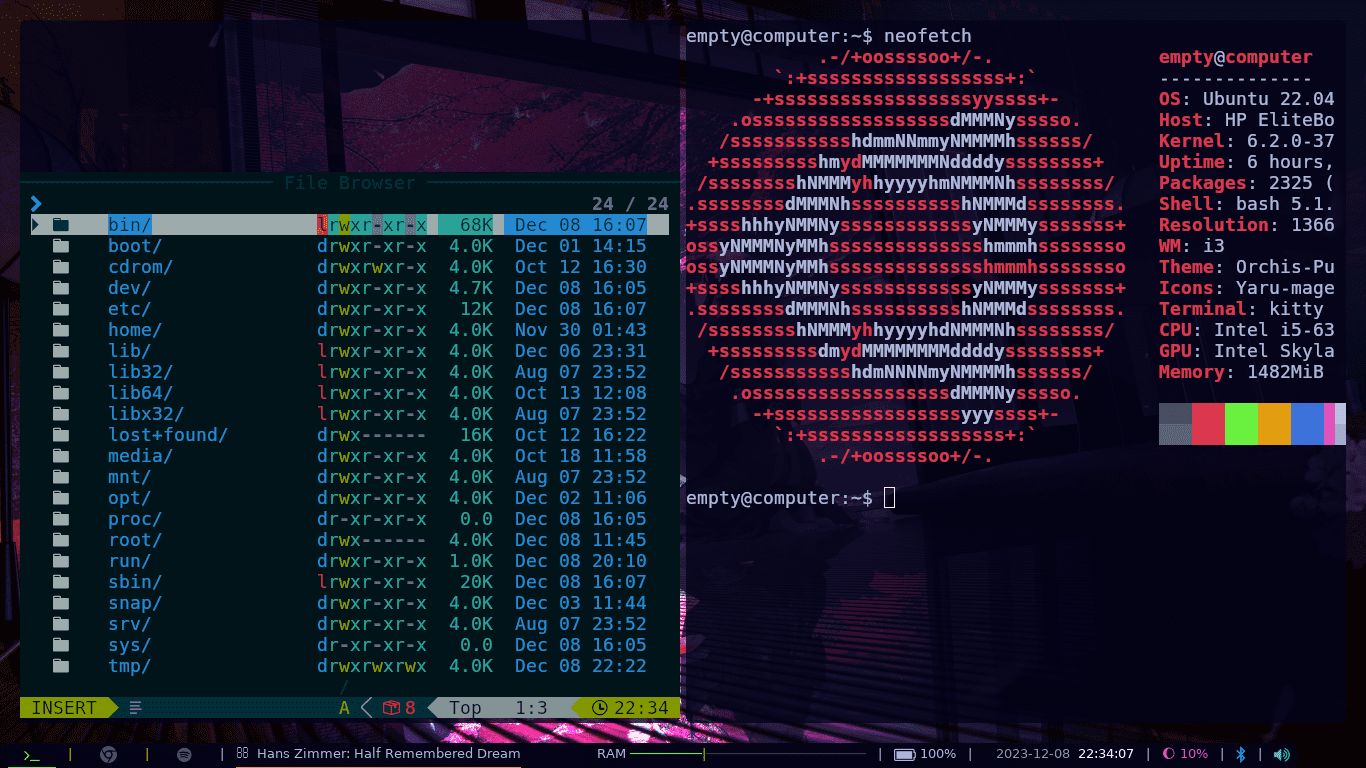 File Browser
24 / 24
bin/ lrwxr-xr-x 68K Dec 08 16:07
boot/ drwxr-xr-x 4.0K Dec 01 14:15
cdrom/ drwxrwxr-x 4.0K Oct 12 16:30
dev/ drwxr-xr-x 4.7K Dec 08 16:05
etc/ drwxr-xr-x 12K Dec 08 16:07
home/ drwxr-xr-x 4.0K Nov 30 01:43
lib/ lrwxr-xr-x 4.0K Dec 06 23:31
lib32/ lrwxr-xr-x 4.0K Aug 07 23:52
lib64/ lrwxr-xr-x 4.0K Oct 13 12:08
libx32/ lrwxr-xr-x 4.0K Aug 07 23:52
lost+found/ drwx------ 16K Oct 12 16:22
media/ drwxr-xr-x 4.0K Oct 18 11:58
mnt/ drwxr-xr-x 4.0K Aug 07 23:52
opt/ drwxr-xr-x 4.0K Dec 02 11:06
proc/ dr-xr-xr-x 0.0 Dec 08 16:05
root/ drwx------ 4.0K Dec 08 11:45
run/ drwxr-xr-x 1.0K Dec 08 20:10
sbin/ lrwxr-xr-x 20K Dec 08 16:07
snap/ drwxr-xr-x 4.0K Dec 03 11:44
srv/ drwxr-xr-x 4.0K Aug 07 23:52
sys/ dr-xr-xr-x 0.0 Dec 08 16:05
tmp/ drwxrwxrwx 4.0K Dec 08 22:22
/
INSERT A 8 Top 1:3 22:34
empty@computer:~$ neofetch
.-/+oossssoo+/-.
`:+ssssssssssssssssss+:`
-+ssssssssssssssssssyyssss+-
.ossssssssssssssssssdMMMNysssso.
/ssssssssssshdmmNNmmyNMMMMhssssss/
+ssssssssshmydMMMMMMMNddddyssssssss+
/sssssssshNMMMyhhyyyyhmNMMMNhssssssss/
.ssssssssdMMMNhsssssssssshNMMMdssssssss.
+sssshhhyNMMNyssssssssssssyNMMMysssssss+
ossyNMMMNyMMhsssssssssssssshmmmhssssssso
ossyNMMMNyMMhsssssssssssssshmmmhssssssso
+sssshhhyNMMNyssssssssssssyNMMMysssssss+
.ssssssssdMMMNhsssssssssshNMMMdssssssss.
/sssssssshNMMMyhhyyyyhdNMMMNhssssssss/
+sssssssssdmydMMMMMMMMddddyssssssss+
/ssssssssssshdmNNNNmyNMMMMhssssss/
.ossssssssssssssssssdMMMNysssso.
-+sssssssssssssssssyyyssss+-
`:+ssssssssssssssssss+:`
.-/+oossssoo+/-.
empty@computer
--------------
OS: Ubuntu 22.04
Host: HP EliteBo
Kernel: 6.2.0-37
Uptime: 6 hours,
Packages: 2325 (
Shell: bash 5.1.
Resolution: 1366
WM: i3
Theme: Orchis-Pu
Icons: Yaru-mage
Terminal: kitty
CPU: Intel i5-63
GPU: Intel Skyla
Memory: 1482MiB
empty@computer:~$
>_ | | | Hans Zimmer: Half Remembered Dream RAM | 100% | 2023-12-08 22:34:07 | 10% | |